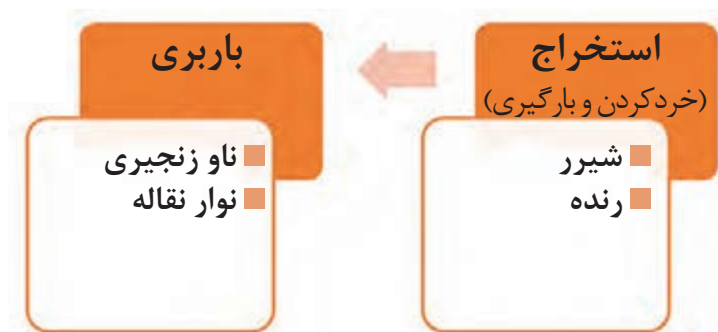 استخراج
(خردکردن و بارگیری)
شیرر
رنده
باربری
ناو زنجیری
نوار نقاله